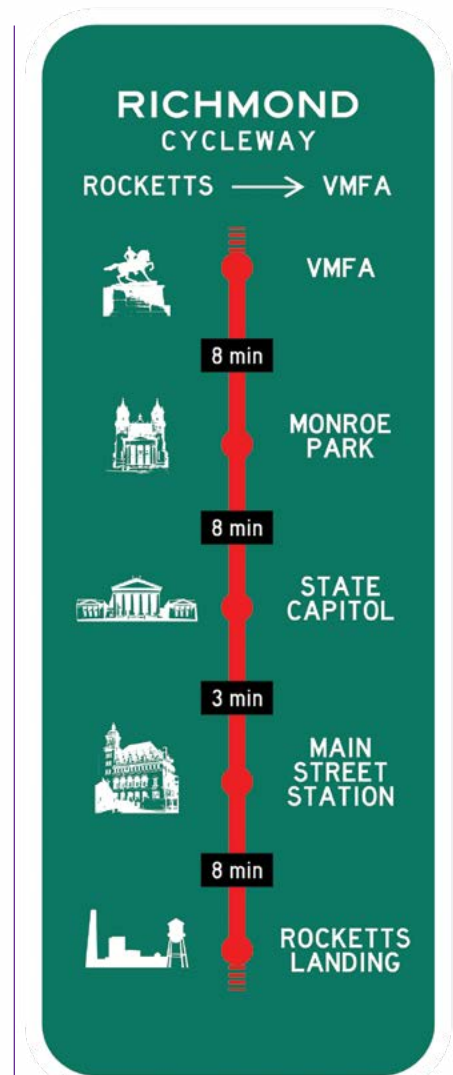 RICHMOND
CYCLEWAY
ROCKETTS → VMFA
VMFA
8 min
MONROE
PARK
8 min
STATE
CAPITOL
3 min
MAIN
STREET
STATION
8 min
ROCKETTS
LANDING